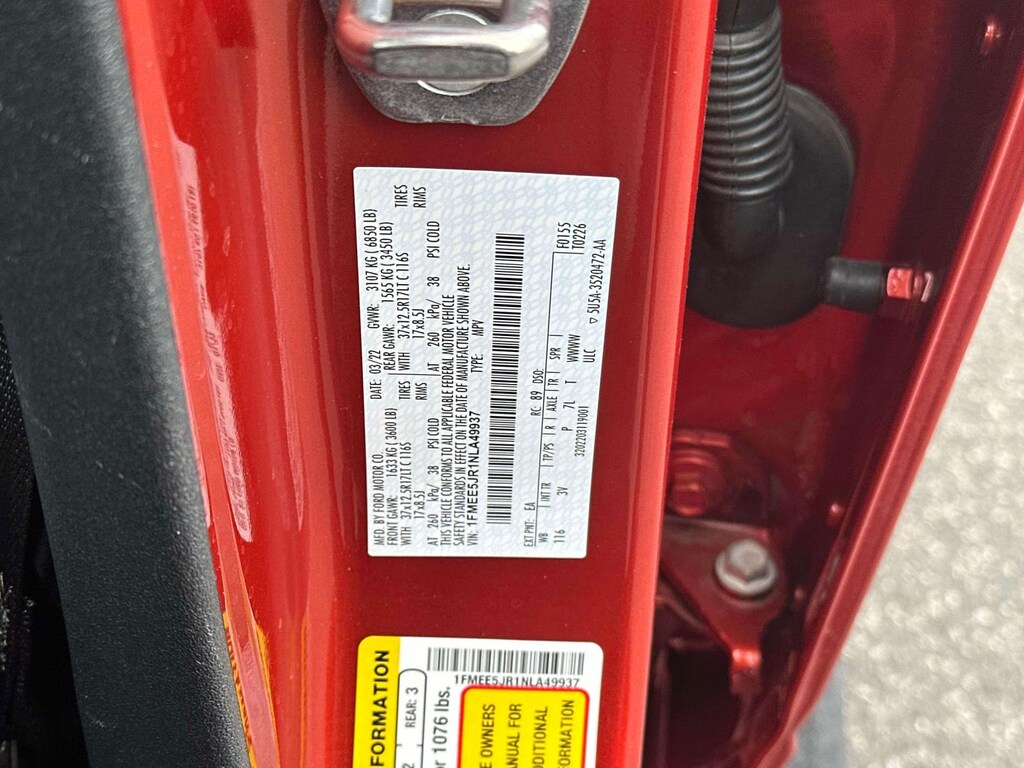 MFD. BY FORD MOTOR CO.
DATE: 03/22 GVWR: 3107 KG ( 6850 LB)
FRONT GAWR: 1633 KG ( 3600 LB)
REAR GAWR: 1565 KG ( 3450 LB)
WITH 37x12.5R17LT C 116S TIRES
WITH 37x12.5R17LT C 116S TIRES
17x8.5J RIMS
17x8.5J RIMS
AT 260 kPa/ 38 PSI COLD
AT 260 kPa/ 38 PSI COLD
THIS VEHICLE CONFORMS TO ALL APPLICABLE FEDERAL MOTOR VEHICLE
SAFETY STANDARDS IN EFFECT ON THE DATE OF MANUFACTURE SHOWN ABOVE.
VIN: 1FMEE5JR1NLA49937 TYPE: MPV
EXT PNT: EA RC: 89 DSO: F0155
WB INT TR TP/PS R AXLE TR SPR T0226
116 3V P 7L T WWWW
3202203119001 ULC 5U5A-3520472-AA
FORMATION
2 REAR: 3
or 1076 lbs.
1FMEE5JR1NLA49937
E OWNERS
ANUAL FOR
DDITIONAL
FORMATION